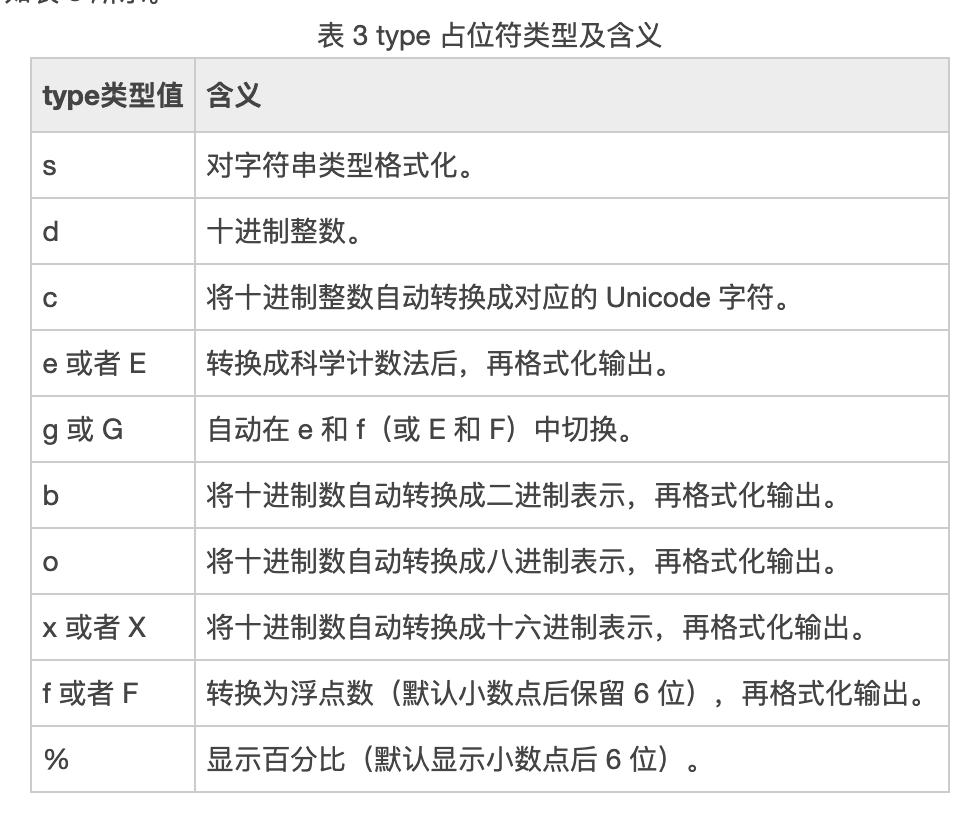 表 3 type 占位符类型及含义
type类型值 含义
s 对字符串类型格式化。
d 十进制整数。
c 将十进制整数自动转换成对应的 Unicode 字符。
e 或者 E 转换成科学计数法后，再格式化输出。
g 或 G 自动在 e 和 f（或 E 和 F）中切换。
b 将十进制数自动转换成二进制表示，再格式化输出。
o 将十进制数自动转换成八进制表示，再格式化输出。
x 或者 X 将十进制数自动转换成十六进制表示，再格式化输出。
f 或者 F 转换为浮点数（默认小数点后保留 6 位），再格式化输出。
% 显示百分比（默认显示小数点后 6 位）。